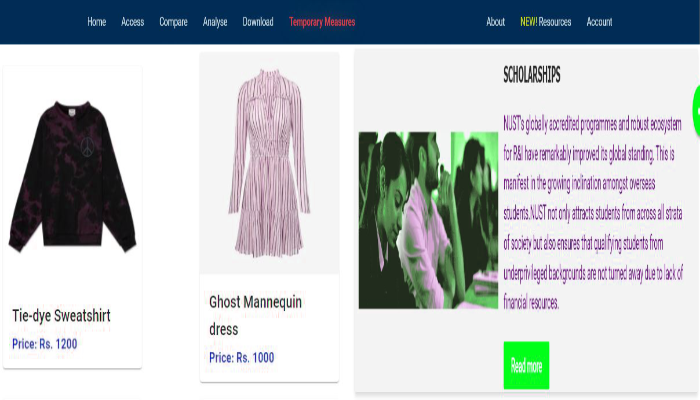 Home Access Compare Analyse Download Temporary Measures About NEW! Resources Account
Tie-dye Sweatshirt
Price: Rs. 1200
Ghost Mannequin
dress
Price: Rs. 1000
SCHOLARSHIPS
NUST's globally accredited programmes and robust ecosystem
for R&I have remarkably improved its global standing. This is
manifest in the growing inclination amongst overseas
students.NUST not only attracts students from across all strata
of society but also ensures that qualifying students from
underprivileged backgrounds are not turned away due to lack of
financial resources.
Read more